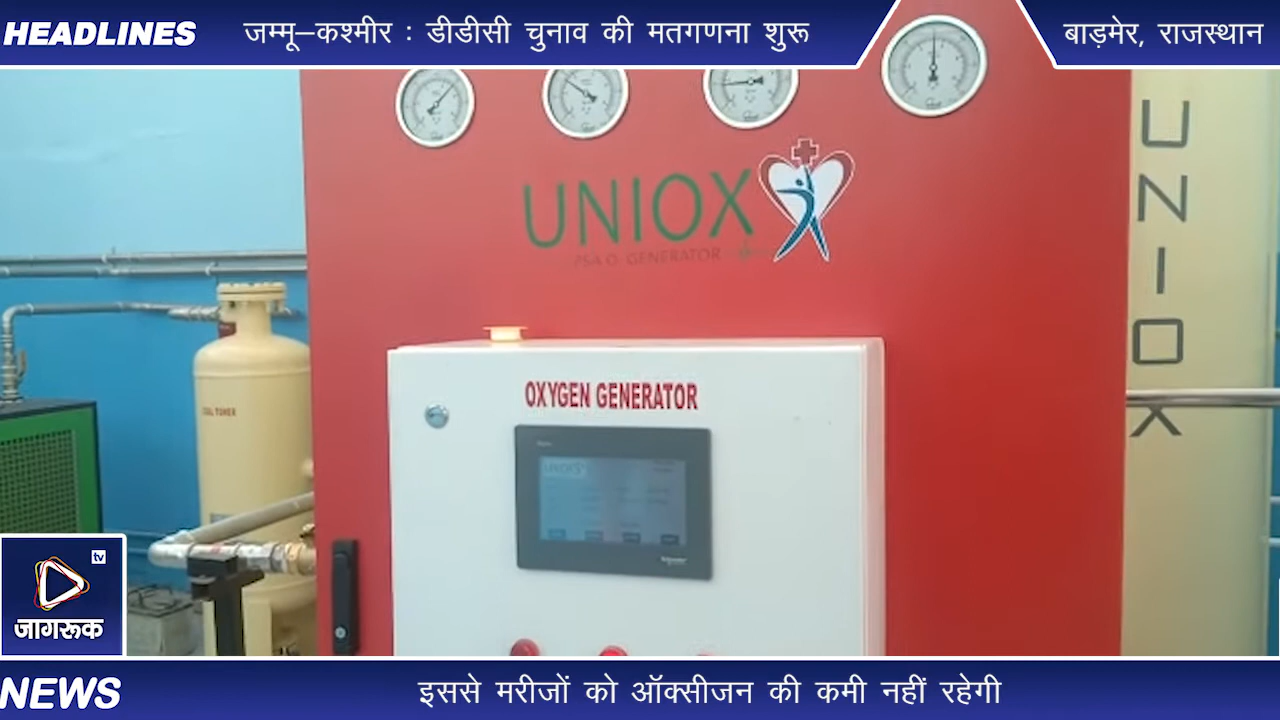 HEADLINES
जम्मू–कश्मीर : डीडीसी चुनाव की मतगणना शुरू
बाड़मेर, राजस्थान
UNIOX
PSA O2 GENERATOR
UNIOX
OXYGEN GENERATOR
tv
जागरूक
NEWS
इससे मरीजों को ऑक्सीजन की कमी नहीं रहेगी